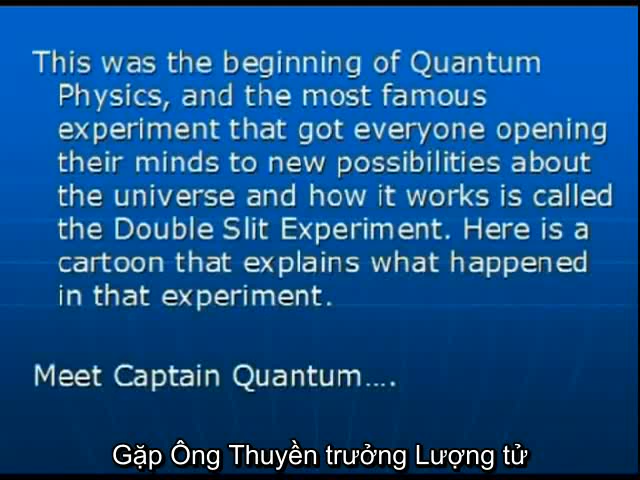 This was the beginning of Quantum
Physics, and the most famous
experiment that got everyone opening
their minds to new possibilities about
the universe and how it works is called
the Double Slit Experiment. Here is a
cartoon that explains what happened
in that experiment.
Meet Captain Quantum....
Gặp Ông Thuyền trưởng Lượng tử